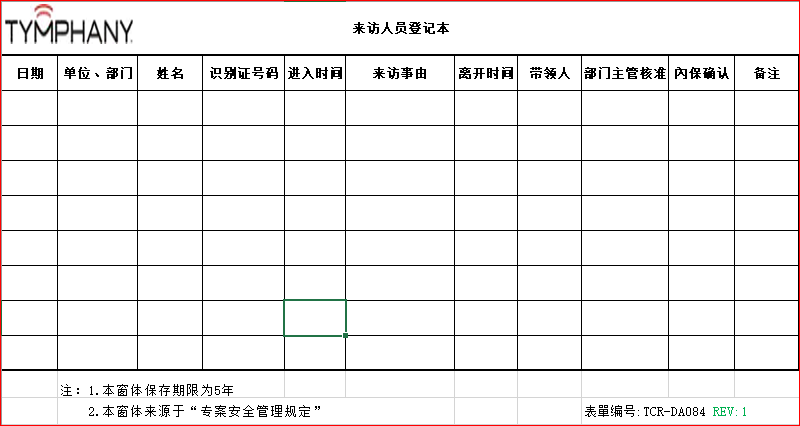 TYMPHANY
来访人员登记本
日期 单位、部门 姓名 识别证号码 进入时间 来访事由 离开时间 带领人 部门主管核准 内保确认 备注
注：1.本窗体保存期限为5年
2.本窗体来源于“专案安全管理规定”
表單编号:TCR-DA084 REV:1